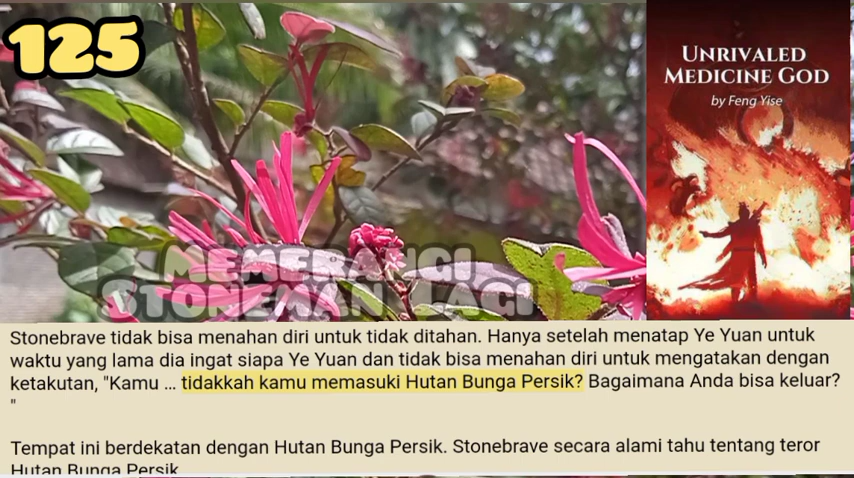 125
UNRIVALED
MEDICINE GOD
by Feng Yise
MEMERANGI
STONEMAN LAGI
Stonebrave tidak bisa menahan diri untuk tidak ditahan. Hanya setelah menatap Ye Yuan untuk
waktu yang lama dia ingat siapa Ye Yuan dan tidak bisa menahan diri untuk mengatakan dengan
ketakutan, "Kamu ... tidakkah kamu memasuki Hutan Bunga Persik? Bagaimana Anda bisa keluar?
"
Tempat ini berdekatan dengan Hutan Bunga Persik. Stonebrave secara alami tahu tentang teror
Hutan Bunga Persik